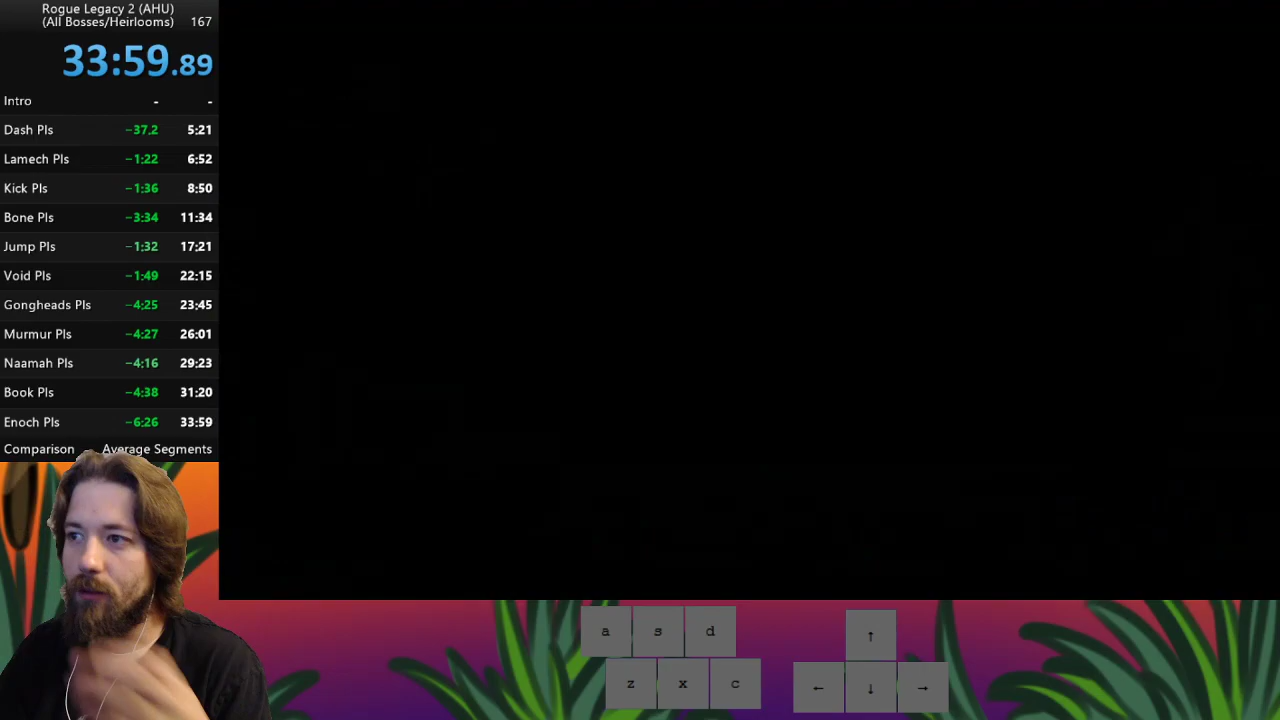 Rogue Legacy 2 (AHU)
(All Bosses/Heirlooms) 167
33:59.89
Intro - -
Dash Pls -37.2 5:21
Lamech Pls -1:22 6:52
Kick Pls -1:36 8:50
Bone Pls -3:34 11:34
Jump Pls -1:32 17:21
Void Pls -1:49 22:15
Gongheads Pls -4:25 23:45
Murmur Pls -4:27 26:01
Naamah Pls -4:16 29:23
Book Pls -4:38 31:20
Enoch Pls -6:26 33:59
Comparison Average Segments
a s d
↑
z x c
← ↓ →